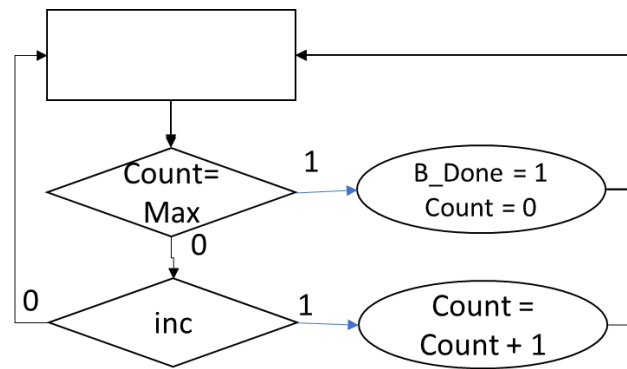 Count=
Max
1
B_Done = 1
Count = 0
0
0
inc
1
Count =
Count + 1